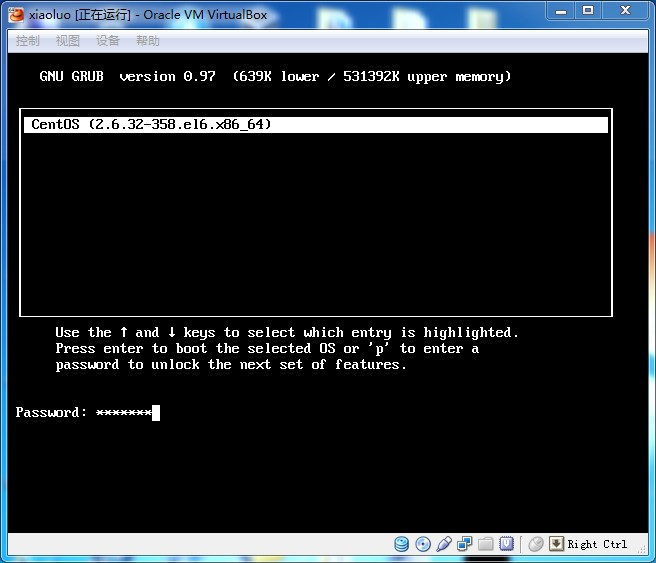 xiaoluo [正在运行] - Oracle VM VirtualBox
控制 视图 设备 帮助
GNU GRUB version 0.97 (639K lower / 531392K upper memory)
CentOS (2.6.32-358.el6.x86_64)
Use the ↑ and ↓ keys to select which entry is highlighted.
Press enter to boot the selected OS or 'p' to enter a
password to unlock the next set of features.
Password: *******
Right Ctrl